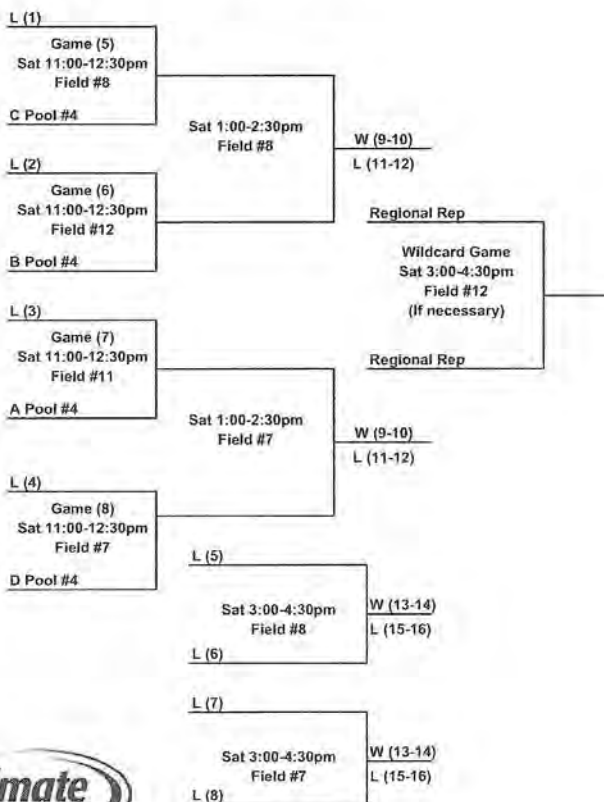 L (1)
Game (5)
Sat 11:00-12:30pm
Field #8
C Pool #4
Sat 1:00-2:30pm
Field #8
W (9-10)
L (11-12)
L (2)
Game (6)
Sat 11:00-12:30pm
Field #12
B Pool #4
Regional Rep
Wildcard Game
Sat 3:00-4:30pm
Field #12
(If necessary)
Regional Rep
L (3)
Game (7)
Sat 11:00-12:30pm
Field #11
A Pool #4
Sat 1:00-2:30pm
Field #7
W (9-10)
L (11-12)
L (4)
Game (8)
Sat 11:00-12:30pm
Field #7
D Pool #4
L (5)
Sat 3:00-4:30pm
Field #8
W (13-14)
L (15-16)
L (6)
L (7)
Sat 3:00-4:30pm
Field #7
W (13-14)
L (15-16)
L (8)
mate